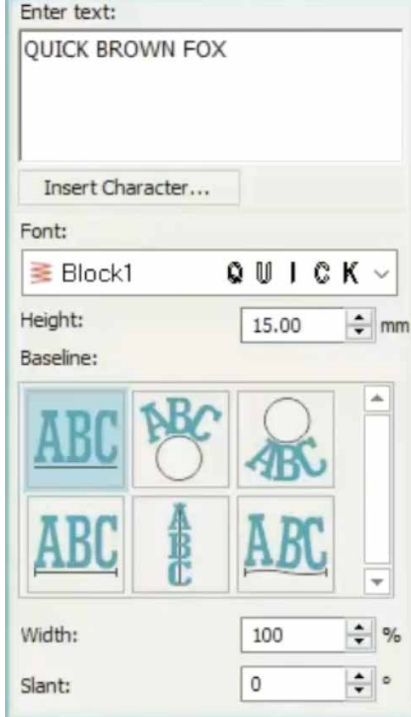 Enter text:
QUICK BROWN FOX
Insert Character...
Font:
Block1 QUICK
Height: 15.00 mm
Baseline:
ABC ABC ABC
ABC ABC ABC
Width: 100 %
Slant: 0 °